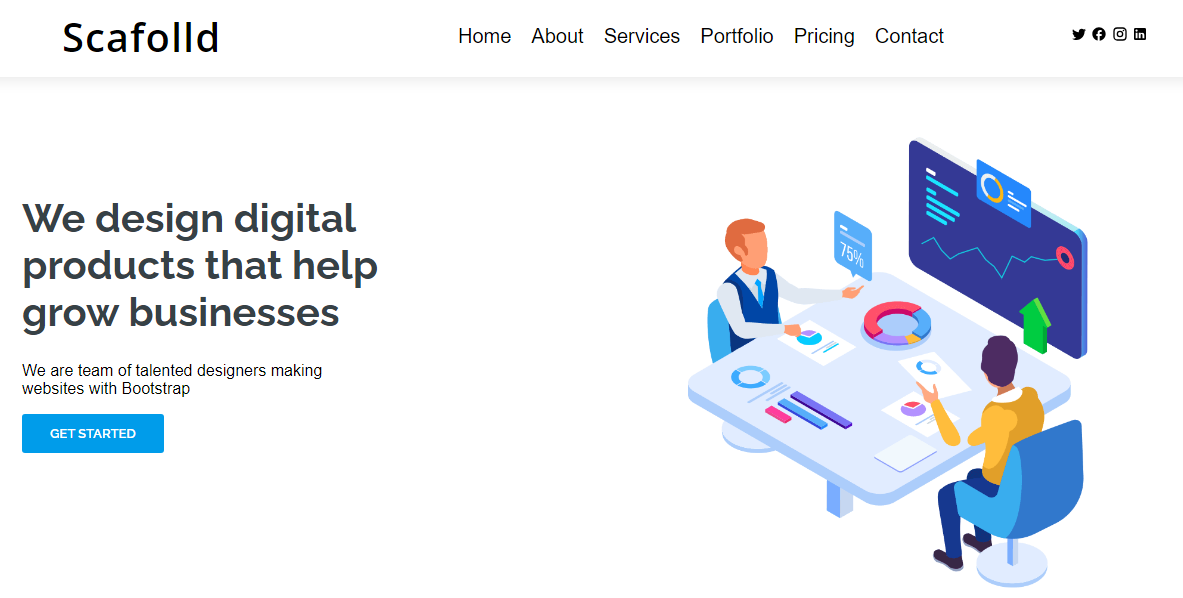 Scafolld
Home About Services Portfolio Pricing Contact
We design digital
products that help
grow businesses
We are team of talented designers making
websites with Bootstrap
GET STARTED
75%